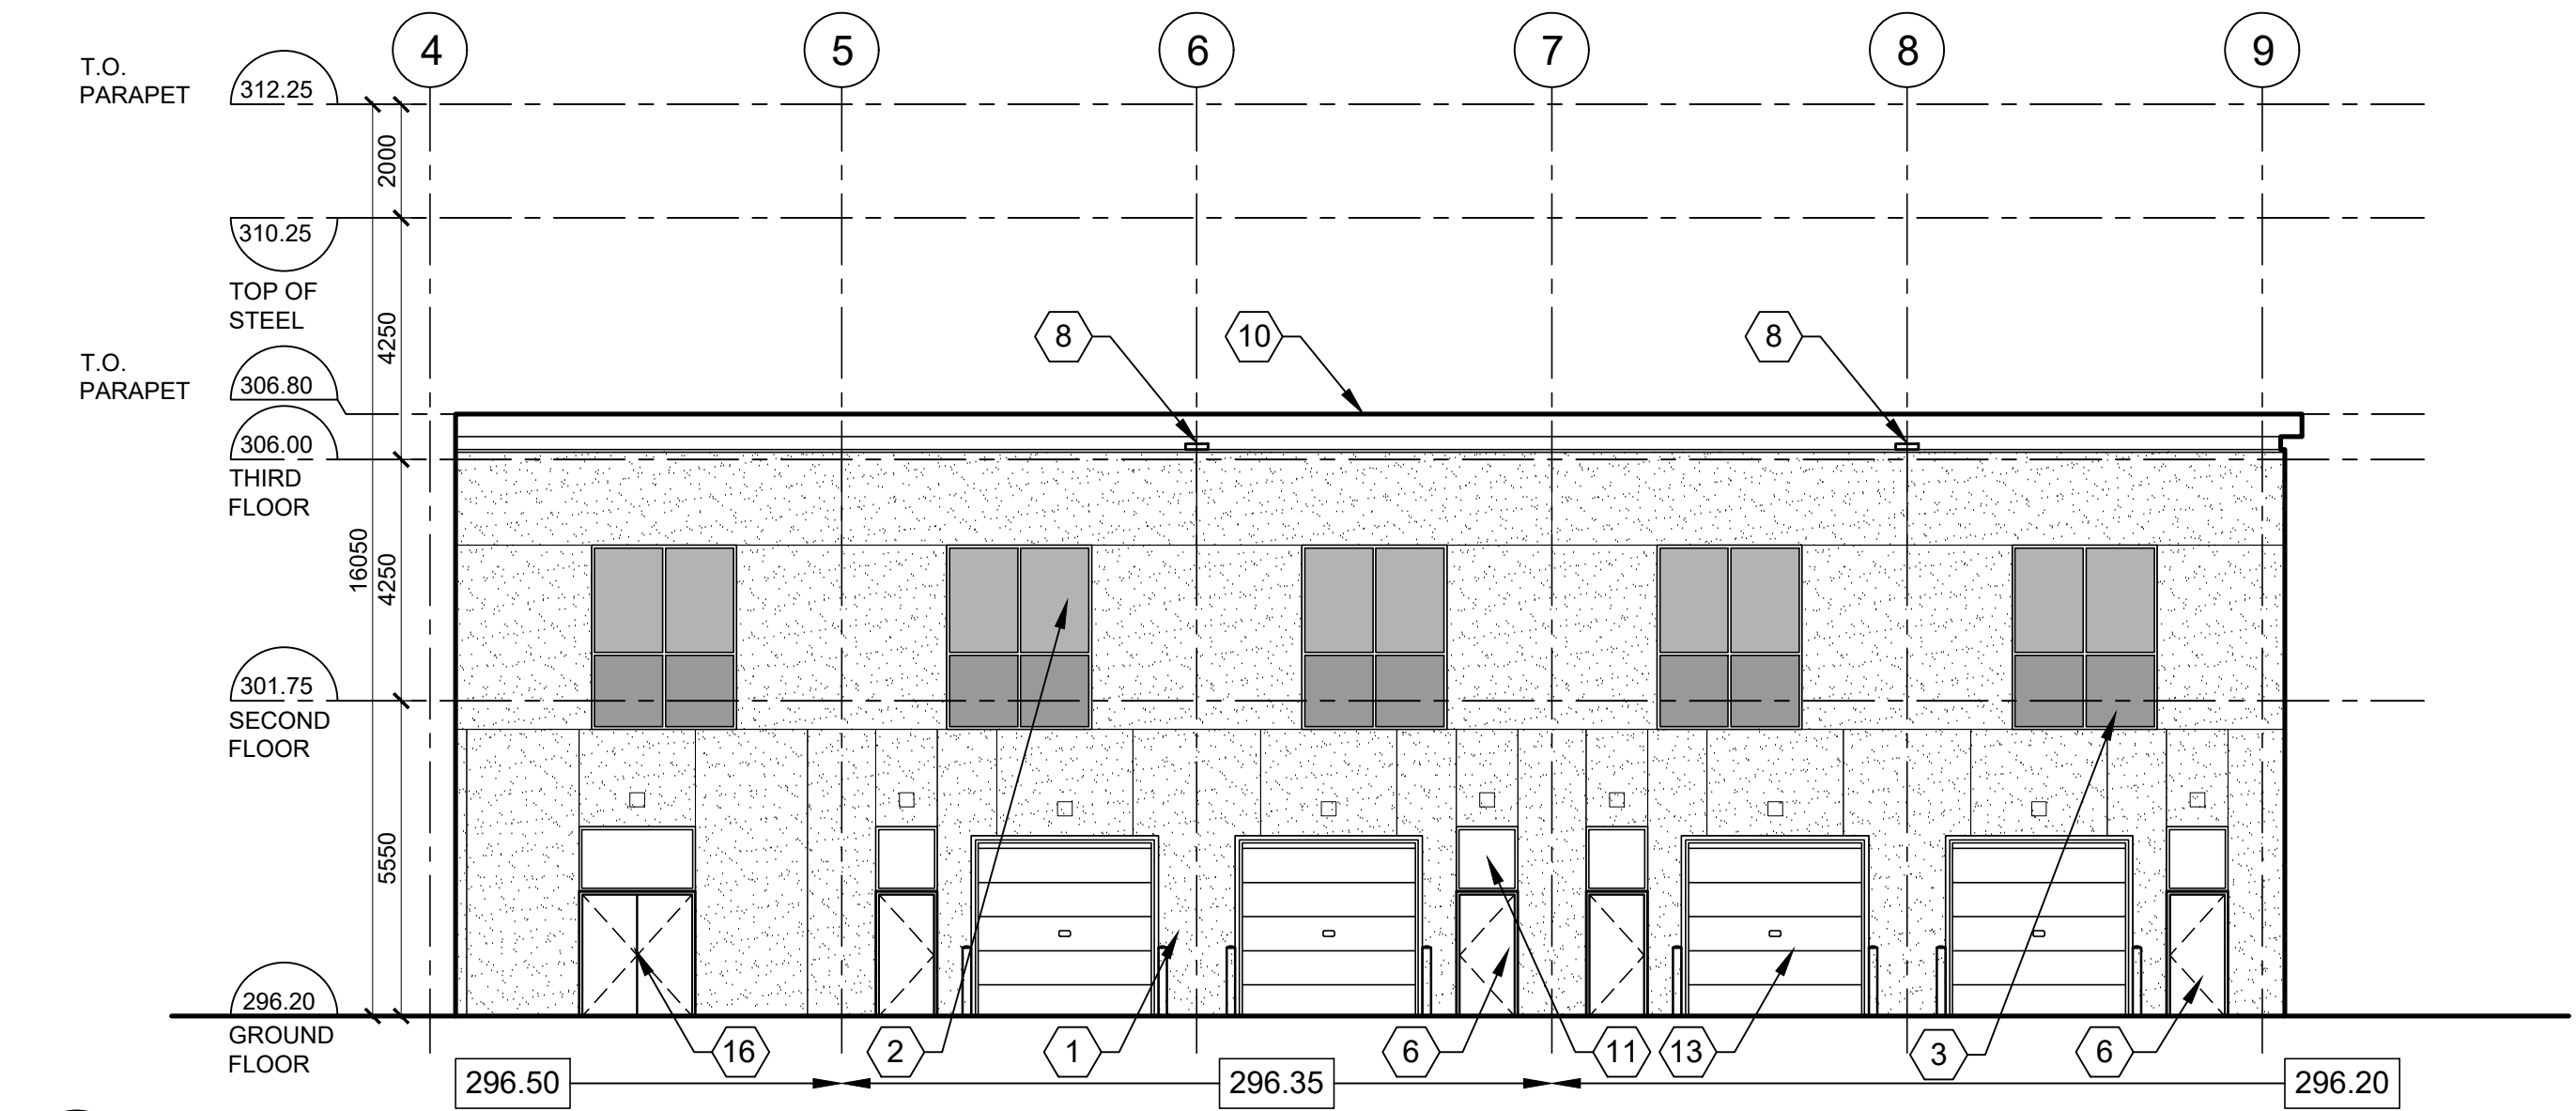 4 5 6 7 8 9
T.O.
PARAPET
312.25
2000
310.25
TOP OF
STEEL
4250
8 10 8
T.O.
PARAPET
306.80
306.00
THIRD
FLOOR
16050
4250
301.75
SECOND
FLOOR
5550
296.20
GROUND
FLOOR
16 2 1 6 11 13 3 6
296.50 296.35 296.20